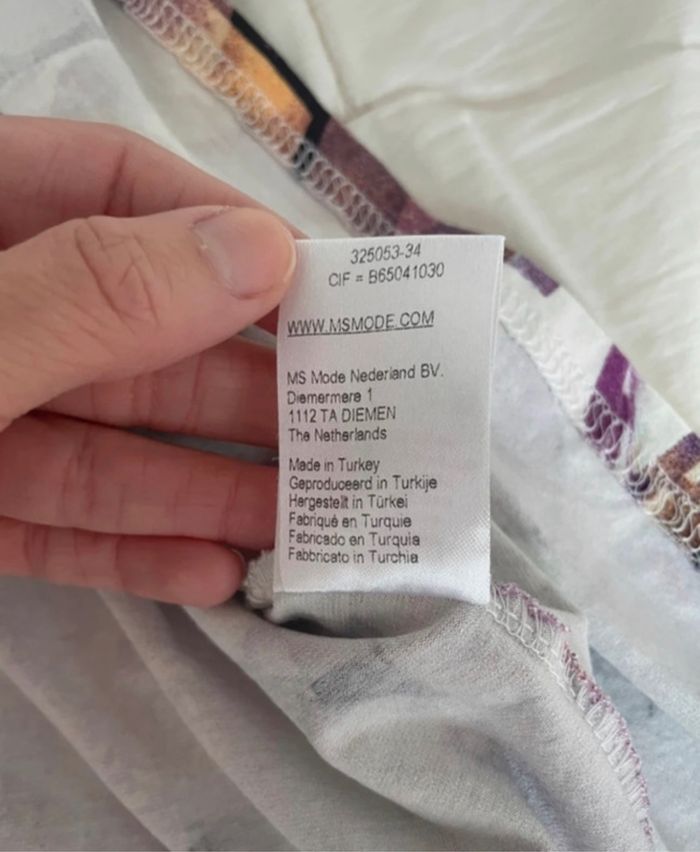 325053-34
CIF = B65041030
WWW.MSMODE.COM
MS Mode Nederland BV.
Diemermere 1
1112 TA DIEMEN
The Netherlands
Made in Turkey
Geproduceerd in Turkije
Hergestellt in Türkei
Fabriqué en Turquie
Fabricado en Turquia
Fabbricato in Turchia